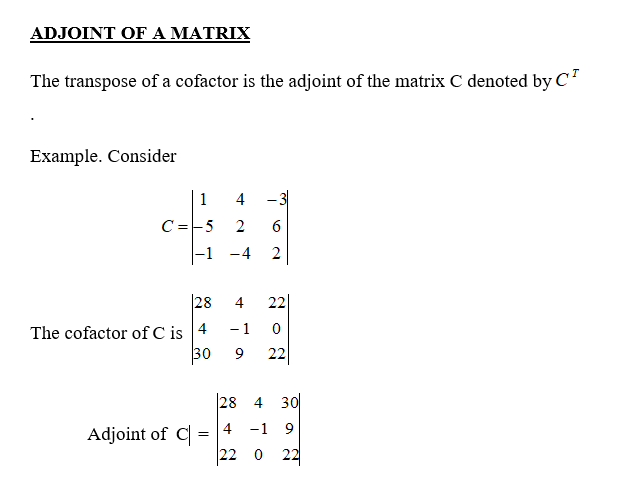 ADJOINT OF A MATRIX
The transpose of a cofactor is the adjoint of the matrix C denoted by C^T
.
Example. Consider
1 4 −3
C = −5 2 6
−1 −4 2
28 4 22
The cofactor of C is 4 −1 0
30 9 22
28 4 30
Adjoint of C = 4 −1 9
22 0 22